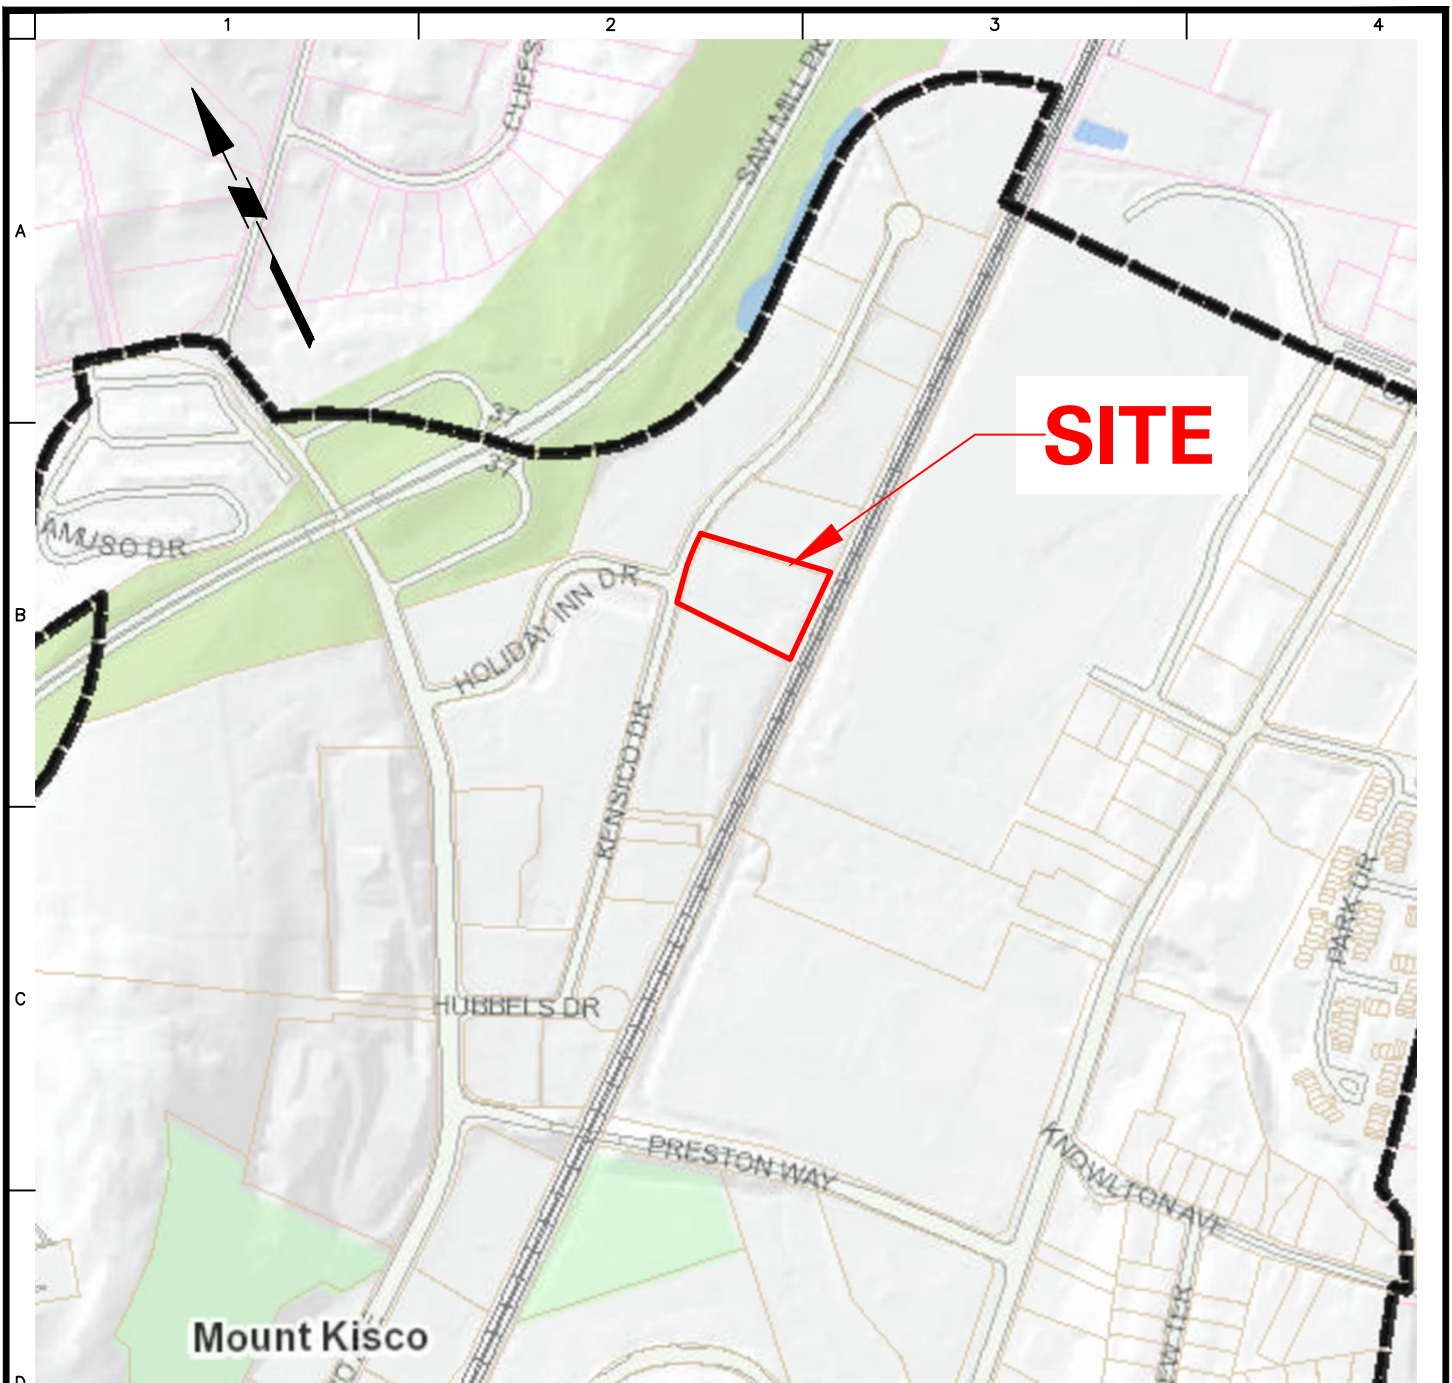 1 2 3 4
A
B
C
D
CLIFFS
SAW MILL PK
37
37
SITE
AMUSO DR
HOLIDAY INN DR
KENSICO DR
PARK DR
HUBBELS DR
PRESTON WAY
KNOWLTON AVE
Mount Kisco